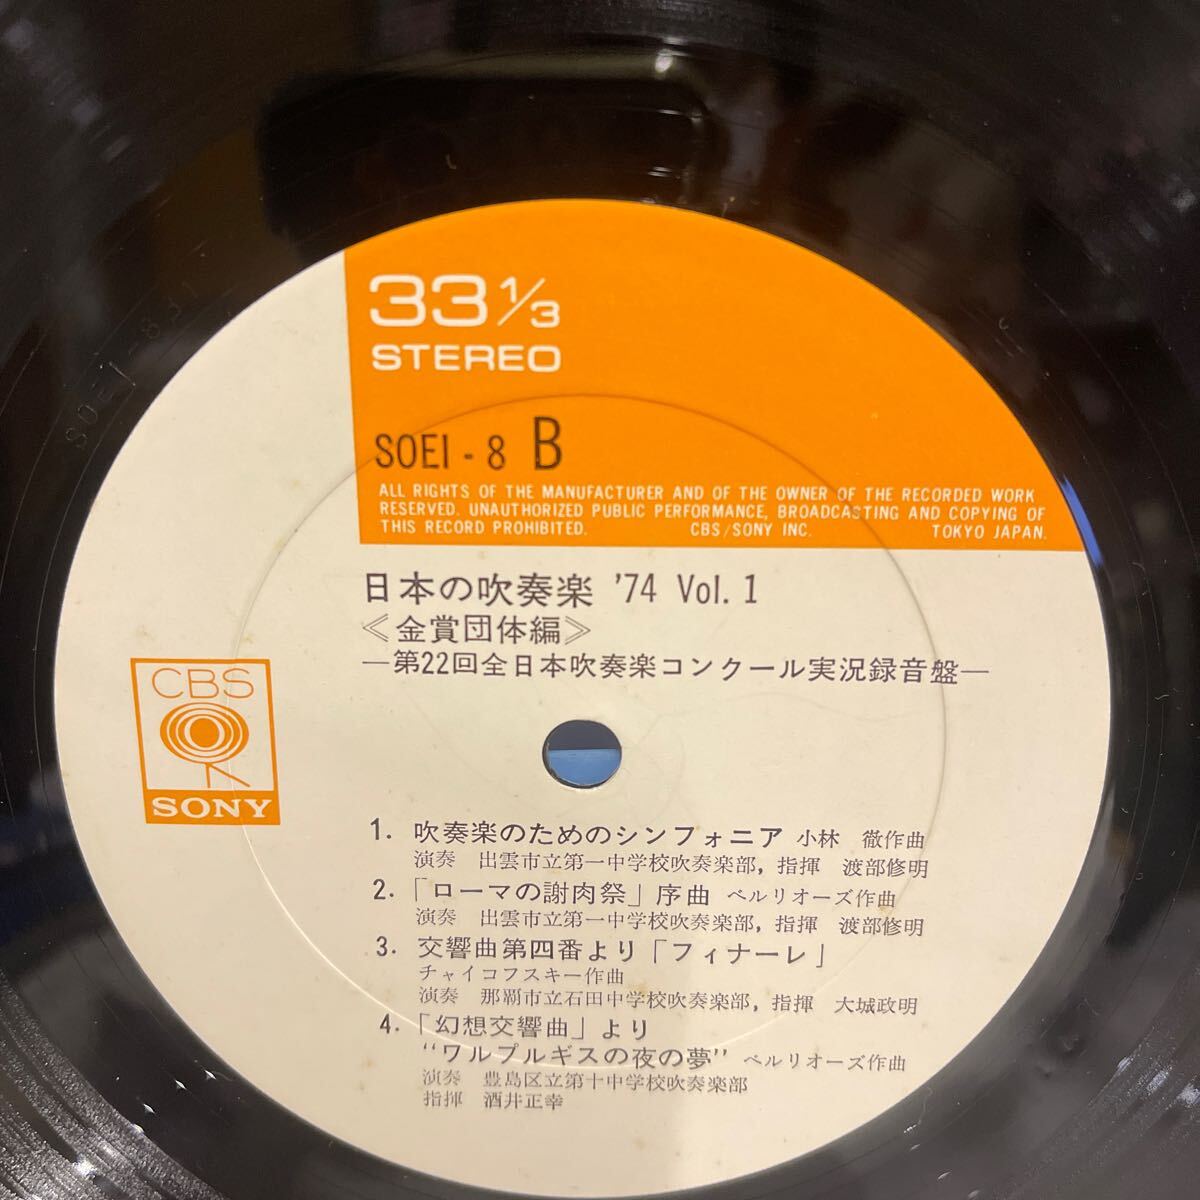 33 1/3
STEREO
SOEI - 8 B
ALL RIGHTS OF THE MANUFACTURER AND OF THE OWNER OF THE RECORDED WORK
RESERVED. UNAUTHORIZED PUBLIC PERFORMANCE, BROADCASTING AND COPYING OF
THIS RECORD PROHIBITED. CBS/SONY INC. TOKYO JAPAN.
日本の吹奏楽 '74 Vol. 1
≪金賞団体編≫
—第22回全日本吹奏楽コンクール実況録音盤—
CBS
SONY
1. 吹奏楽のためのシンフォニア 小林 徹作曲
演奏 出雲市立第一中学校吹奏楽部, 指揮 渡部修明
2. 「ローマの謝肉祭」序曲 ベルリオーズ作曲
演奏 出雲市立第一中学校吹奏楽部, 指揮 渡部修明
3. 交響曲第四番より「フィナーレ」
チャイコフスキー作曲
演奏 那覇市立石田中学校吹奏楽部, 指揮 大城政明
4. 「幻想交響曲」より
“ワルプルギスの夜の夢” ベルリオーズ作曲
演奏 豊島区立第十中学校吹奏楽部
指揮 酒井正幸